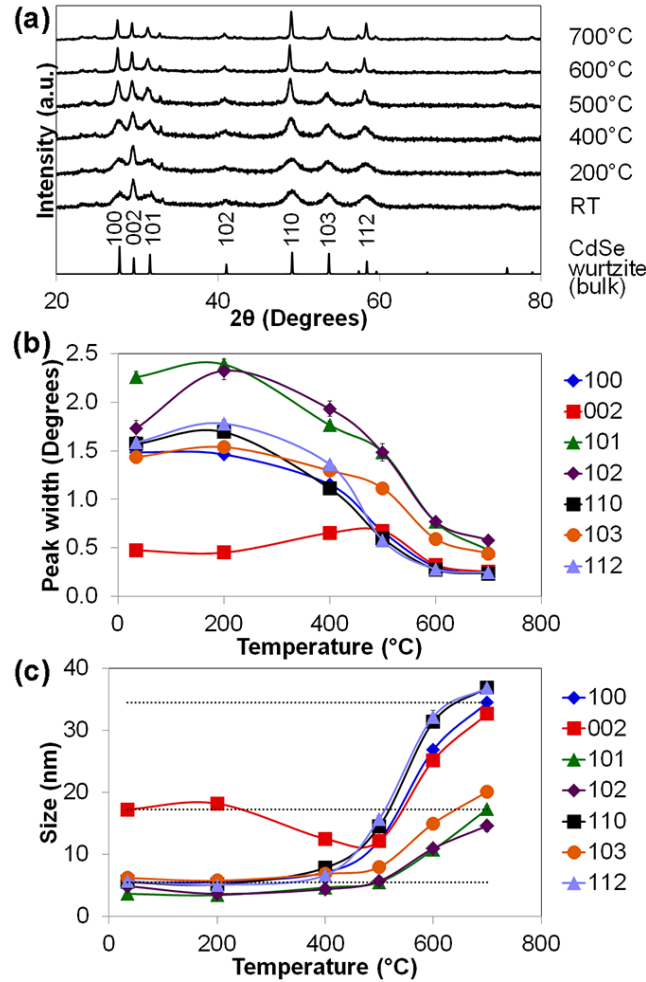 (a)
Intensity (a.u.)
700°C
600°C
500°C
400°C
200°C
RT
100
002
101
102
110
103
112
CdSe
wurtzite
(bulk)
20
40
60
80
2θ (Degrees)
(b)
Peak width (Degrees)
2.5
2.0
1.5
1.0
0.5
0.0
0
200
400
600
800
Temperature (°C)
100
002
101
102
110
103
112
(c)
Size (nm)
40
30
20
10
0
0
200
400
600
800
Temperature (°C)
100
002
101
102
110
103
112